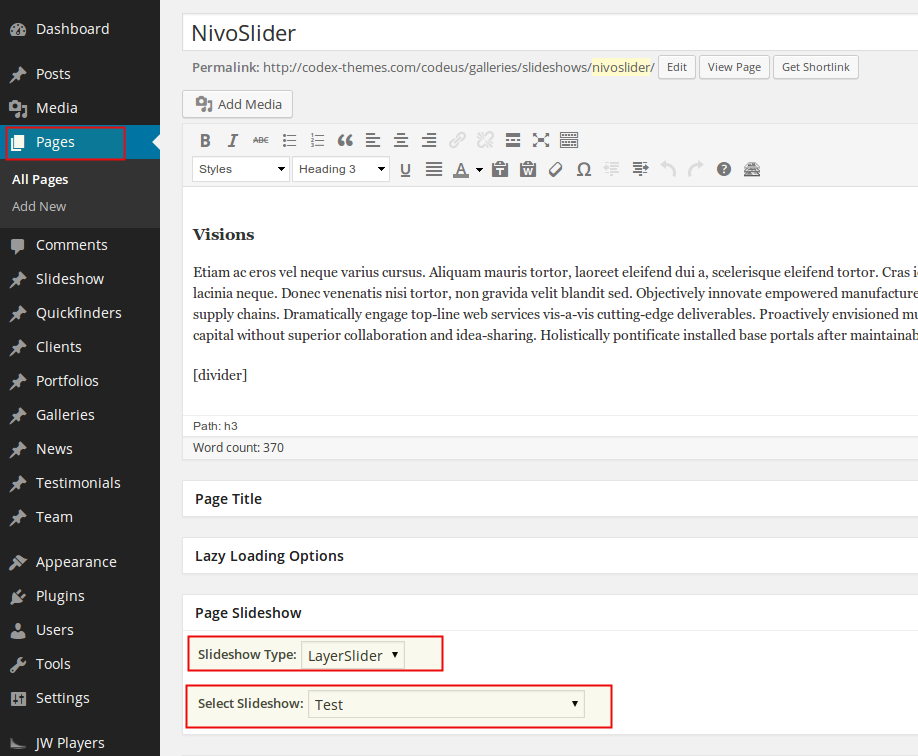 Dashboard
Posts
Media
Pages
All Pages
Add New
Comments
Slideshow
Quickfinders
Clients
Portfolios
Galleries
News
Testimonials
Team
Appearance
Plugins
Users
Tools
Settings
JW Players
NivoSlider
Permalink: http://codex-themes.com/codeus/galleries/slideshows/nivoslider/ Edit View Page Get Shortlink
Add Media
B I ABC
Styles Heading 3 U A T W Ω ?
Visions
Etiam ac eros vel neque varius cursus. Aliquam mauris tortor, laoreet eleifend dui a, scelerisque eleifend tortor. Cras
lacinia neque. Donec venenatis nisi tortor, non gravida velit blandit sed. Objectively innovate empowered manufacture
supply chains. Dramatically engage top-line web services vis-a-vis cutting-edge deliverables. Proactively envisioned mu
capital without superior collaboration and idea-sharing. Holistically pontificate installed base portals after maintainab
[divider]
Path: h3
Word count: 370
Page Title
Lazy Loading Options
Page Slideshow
Slideshow Type: LayerSlider
Select Slideshow: Test